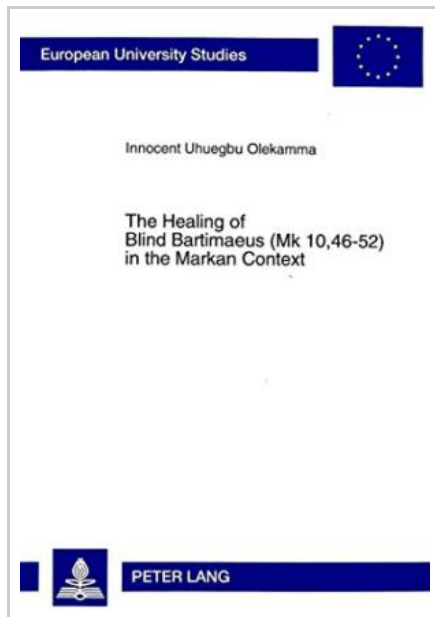 European University Studies
Innocent Uhuegbu Olekamma
The Healing of
Blind Bartimaeus (Mk 10,46-52)
in the Markan Context
PETER LANG